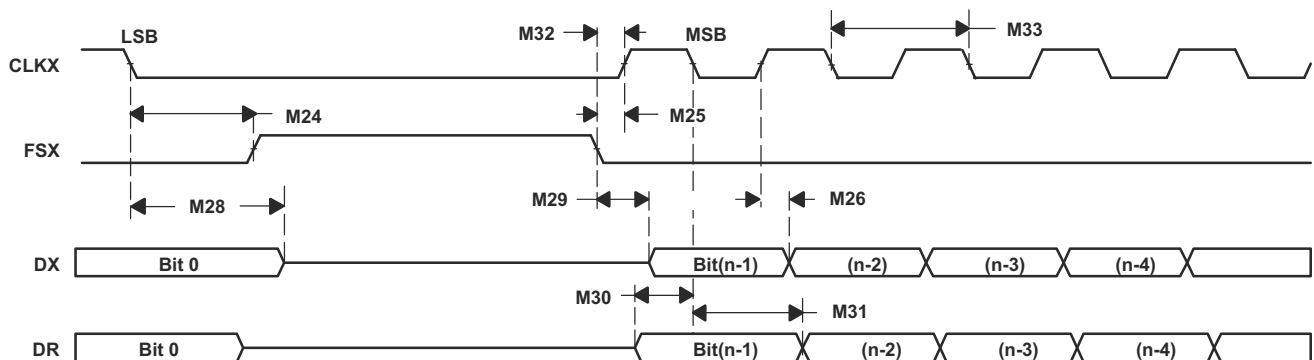 LSB M32 MSB M33
CLKX
M24 M25
FSX
M28 M29 M26
DX Bit 0 Bit(n-1) (n-2) (n-3) (n-4)
M30 M31
DR Bit 0 Bit(n-1) (n-2) (n-3) (n-4)